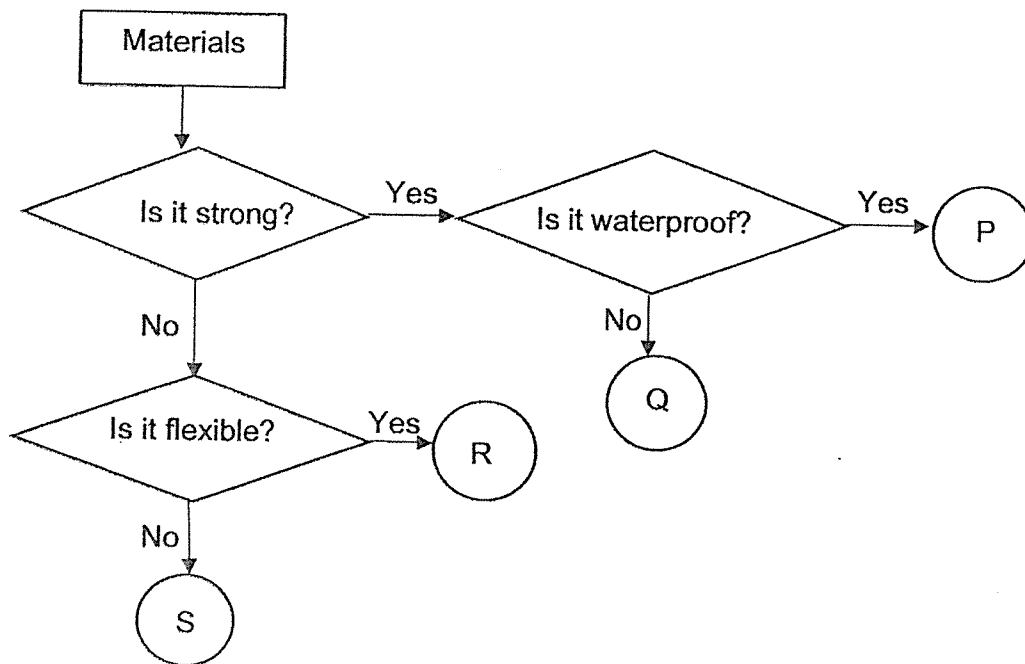 Materials
Is it strong?
Yes
Is it waterproof?
Yes
P
No
No
Q
Is it flexible?
Yes
R
No
S